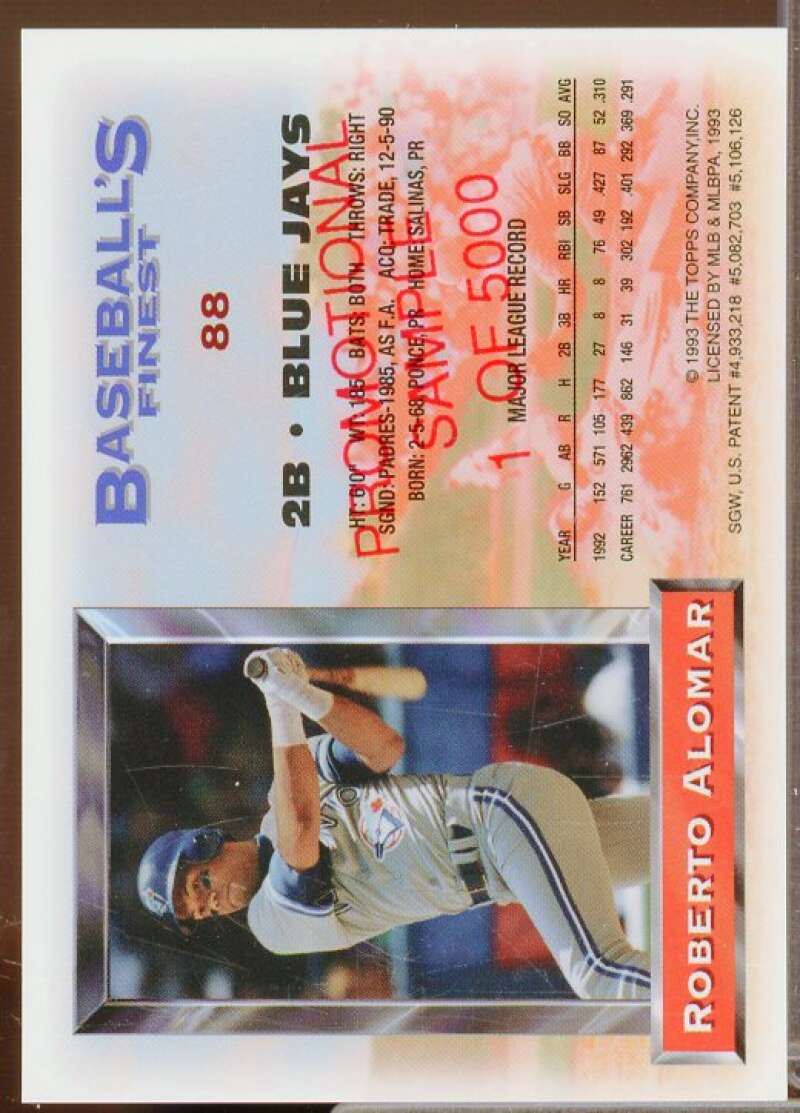 BASEBALL'S
FINEST
88
2B • BLUE JAYS
HT: 6'0" WT: 185 BATS: BOTH THROWS: RIGHT
SGND: PADRES-1985, AS F.A. ACQ: TRADE, 12-5-90
BORN: 2-5-68, PONCE, PR HOME: SALINAS, PR
PROMOTIONAL
SAMPLE
1 OF 5000
MAJOR LEAGUE RECORD
YEAR G AB R H 2B 3B HR RBI SB SLG BB SO AVG
1992 152 571 105 177 27 8 8 76 49 .427 87 52 .310
CAREER 761 2962 439 862 146 31 39 302 192 .401 292 369 .291
© 1993 THE TOPPS COMPANY, INC.
LICENSED BY MLB & MLBPA, 1993
SGW, U.S. PATENT #4,933,218 #5,082,703 #5,106,126
ROBERTO ALOMAR